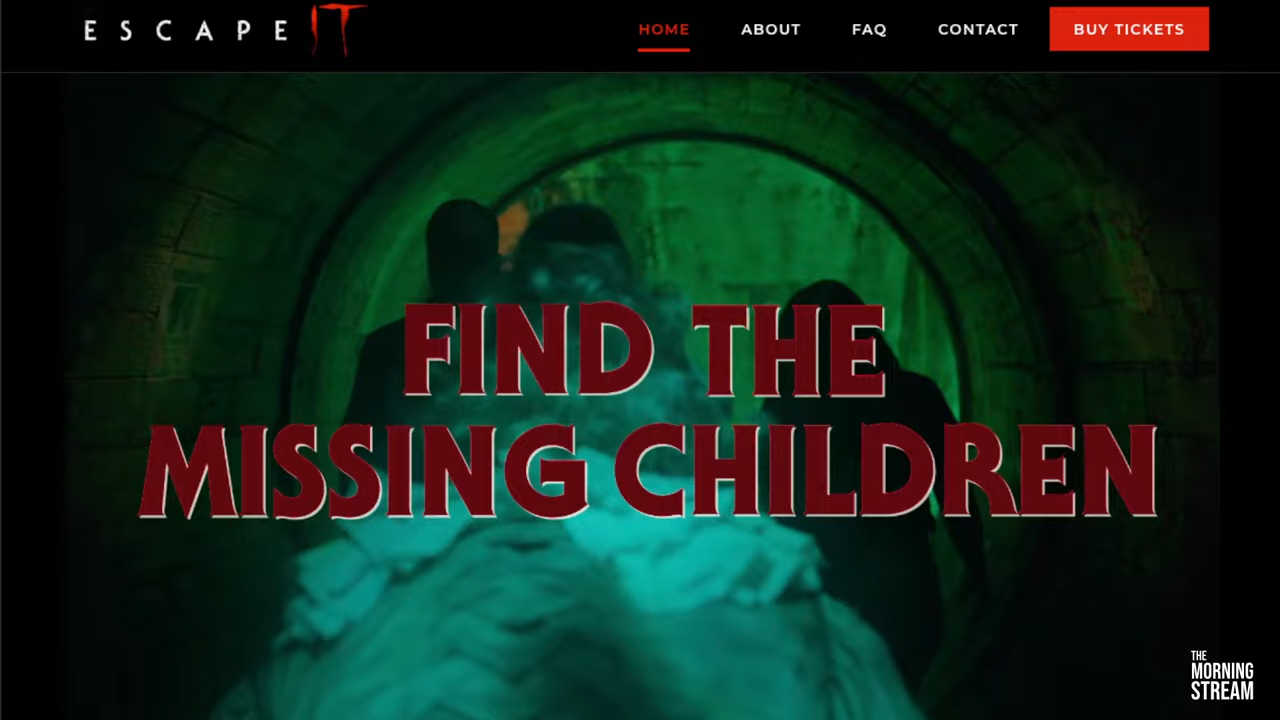 ESCAPE IT
HOME ABOUT FAQ CONTACT BUY TICKETS
FIND THE
MISSING CHILDREN
THE
MORNING
STREAM